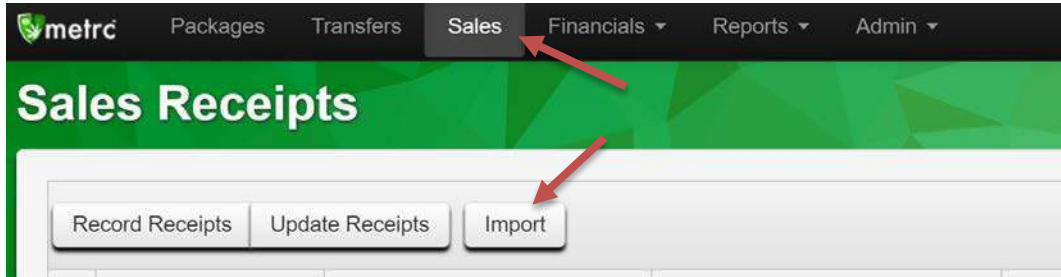 metrc Packages Transfers Sales Financials Reports Admin
Sales Receipts
Record Receipts Update Receipts Import